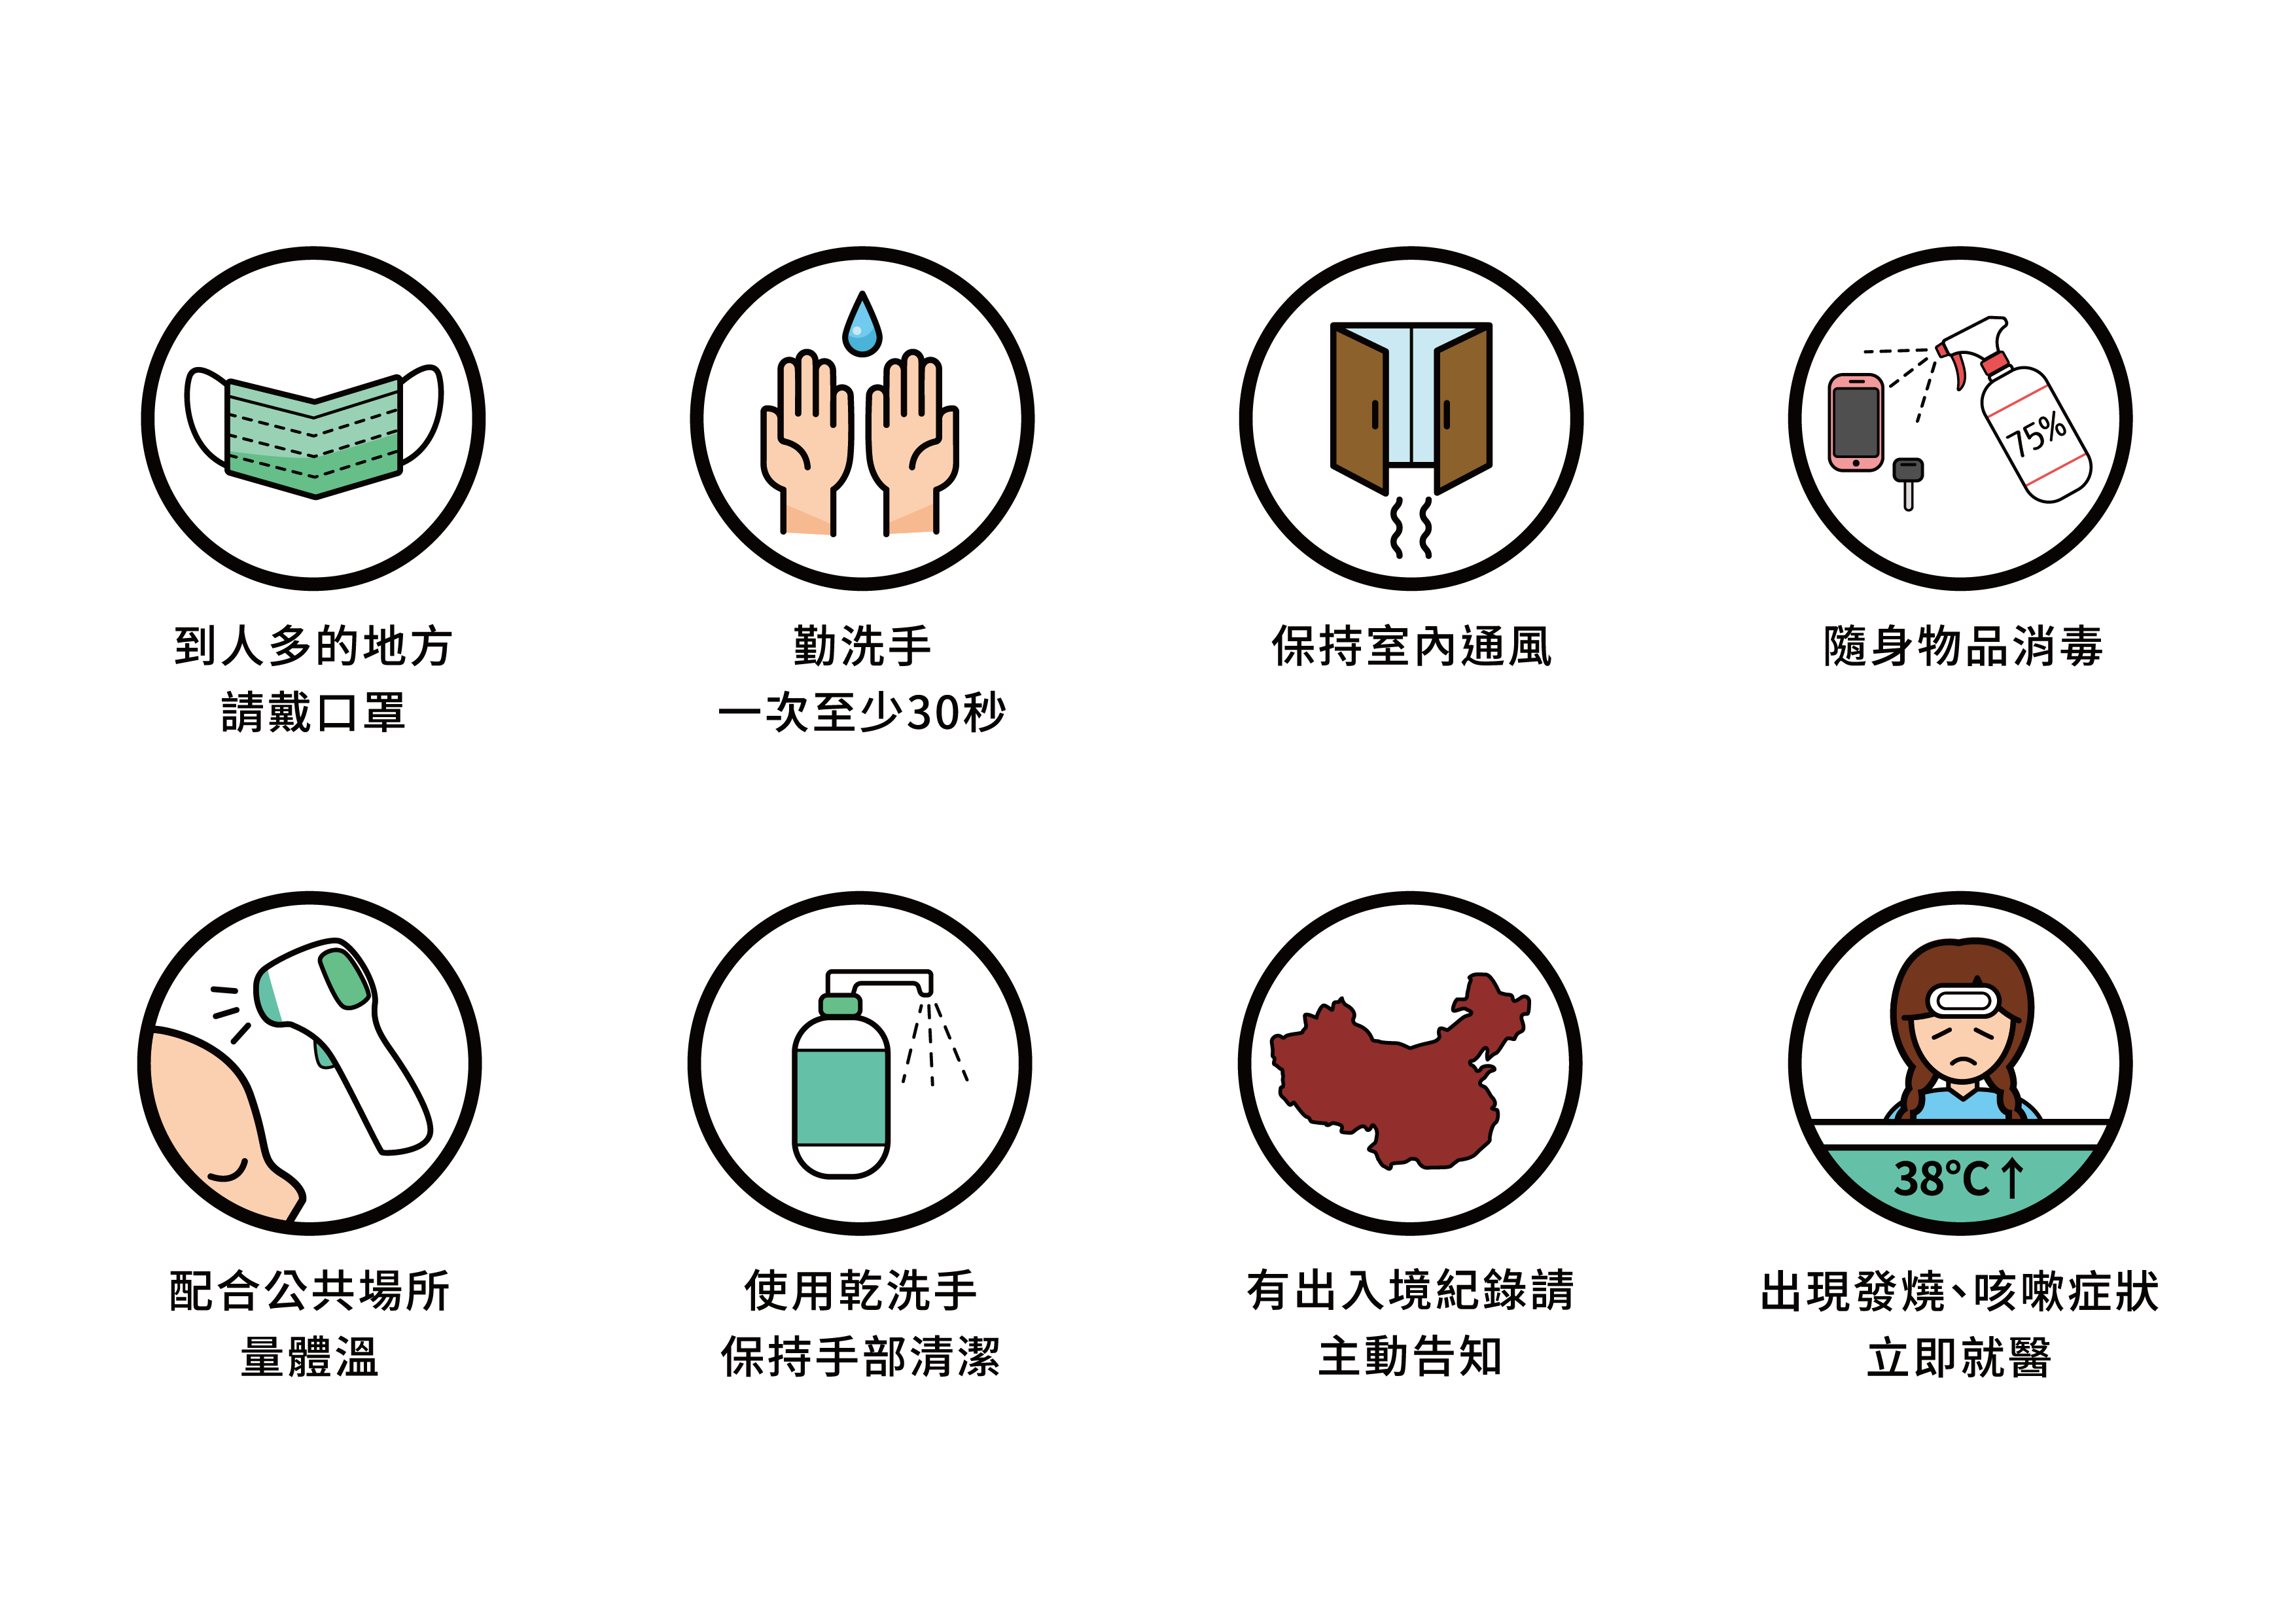 75%
到人多的地方
請戴口罩
勤洗手
一次至少30秒
保持室內通風
隨身物品消毒
38°C↑
配合公共場所
量體溫
使用乾洗手
保持手部清潔
有出入境紀錄請
主動告知
出現發燒、咳嗽症狀
立即就醫